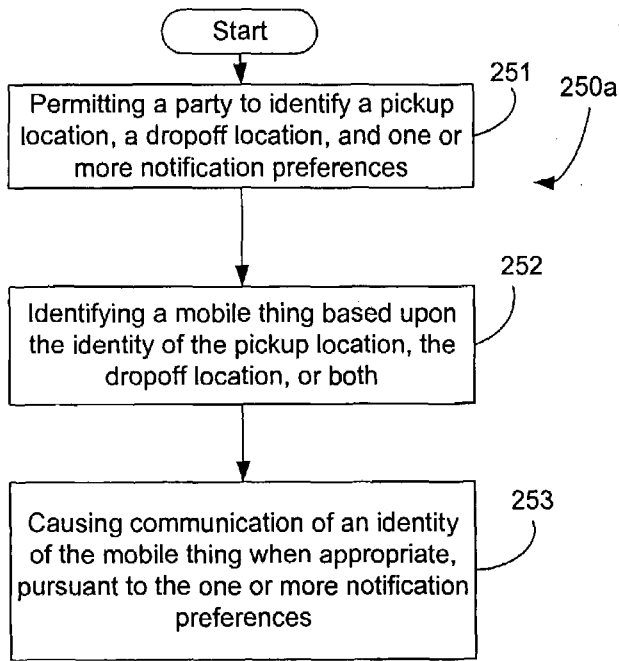 Start
251
250a
Permitting a party to identify a pickup
location, a dropoff location, and one or
more notification preferences
252
Identifying a mobile thing based upon
the identity of the pickup location, the
dropoff location, or both
253
Causing communication of an identity
of the mobile thing when appropriate,
pursuant to the one or more notification
preferences